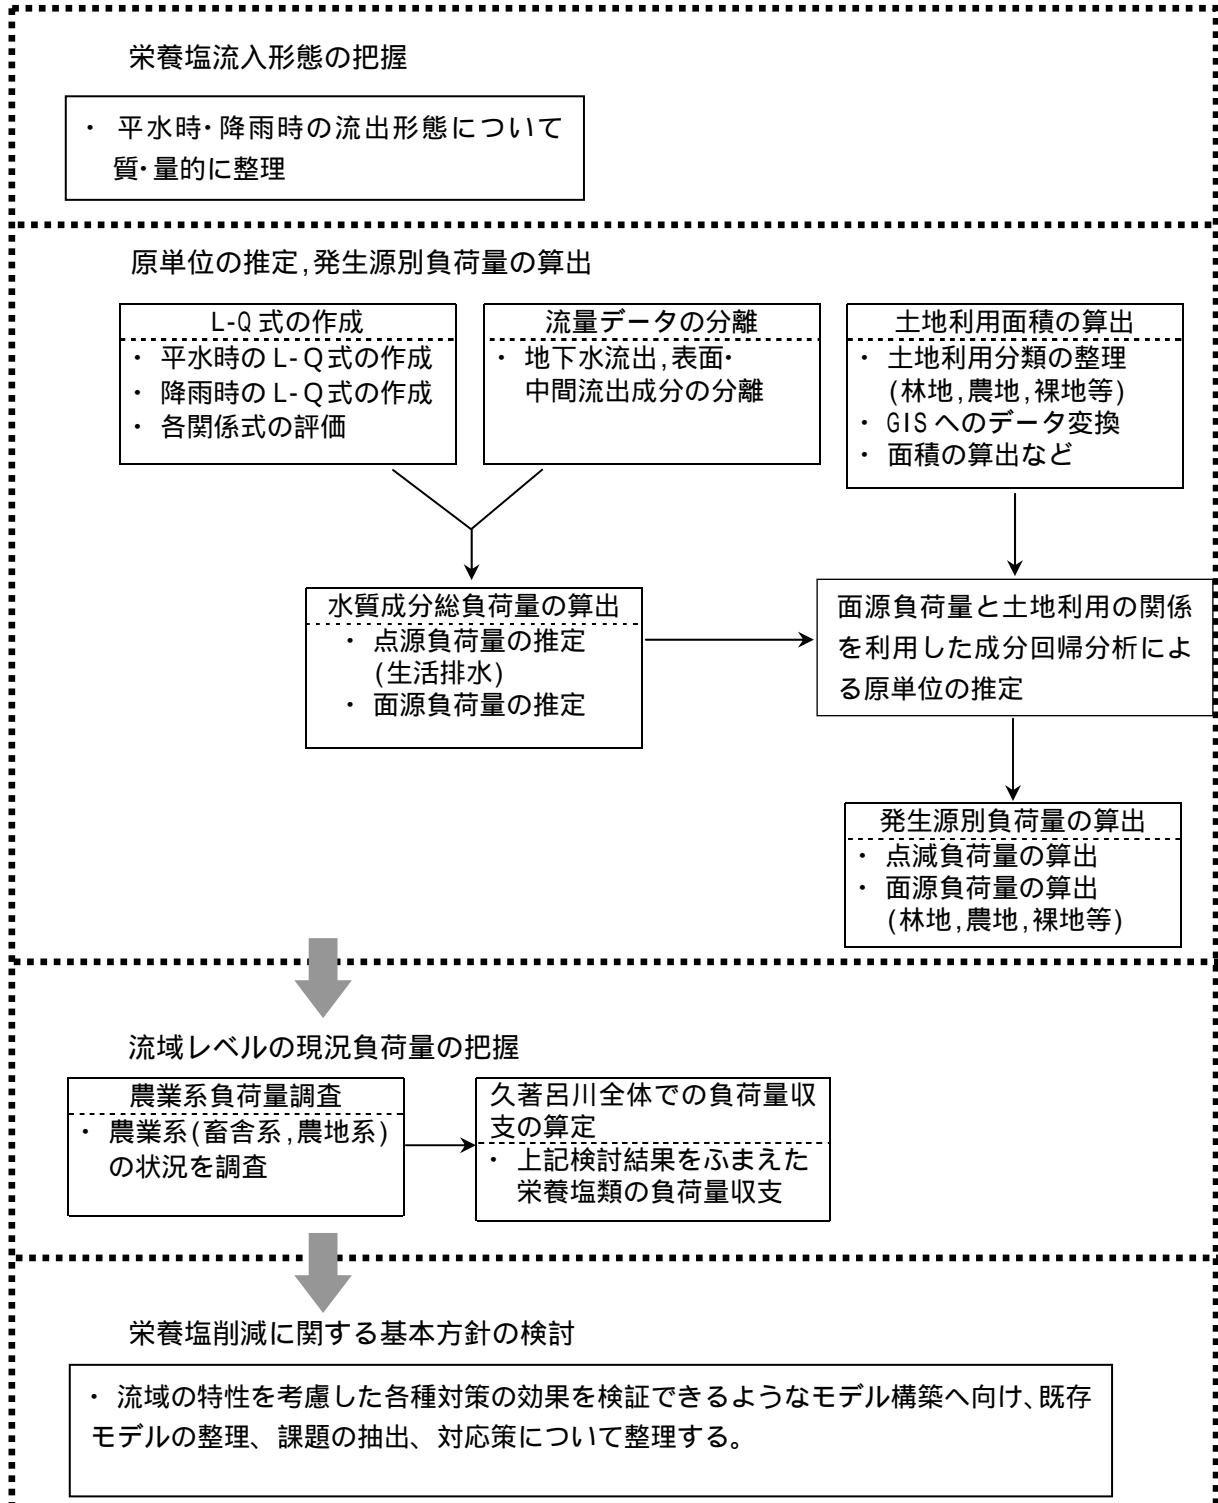 栄養塩流入形態の把握
・ 平水時・降雨時の流出形態について
質・量的に整理
原単位の推定,発生源別負荷量の算出
L-Q 式の作成
・ 平水時の L-Q式の作成
・ 降雨時の L-Q式の作成
・ 各関係式の評価
流量データの分離
・ 地下水流出,表面・
中間流出成分の分離
土地利用面積の算出
・ 土地利用分類の整理
(林地,農地,裸地等)
・ GIS へのデータ変換
・ 面積の算出など
水質成分総負荷量の算出
・ 点源負荷量の推定
(生活排水)
・ 面源負荷量の推定
面源負荷量と土地利用の関係
を利用した成分回帰分析によ
る原単位の推定
発生源別負荷量の算出
・ 点減負荷量の算出
・ 面源負荷量の算出
(林地,農地,裸地等)
流域レベルの現況負荷量の把握
農業系負荷量調査
・ 農業系(畜舎系,農地系)
の状況を調査
久著呂川全体での負荷量収
支の算定
・ 上記検討結果をふまえた
栄養塩類の負荷量収支
栄養塩削減に関する基本方針の検討
・ 流域の特性を考慮した各種対策の効果を検証できるようなモデル構築へ向け、既存
モデルの整理、課題の抽出、対応策について整理する。